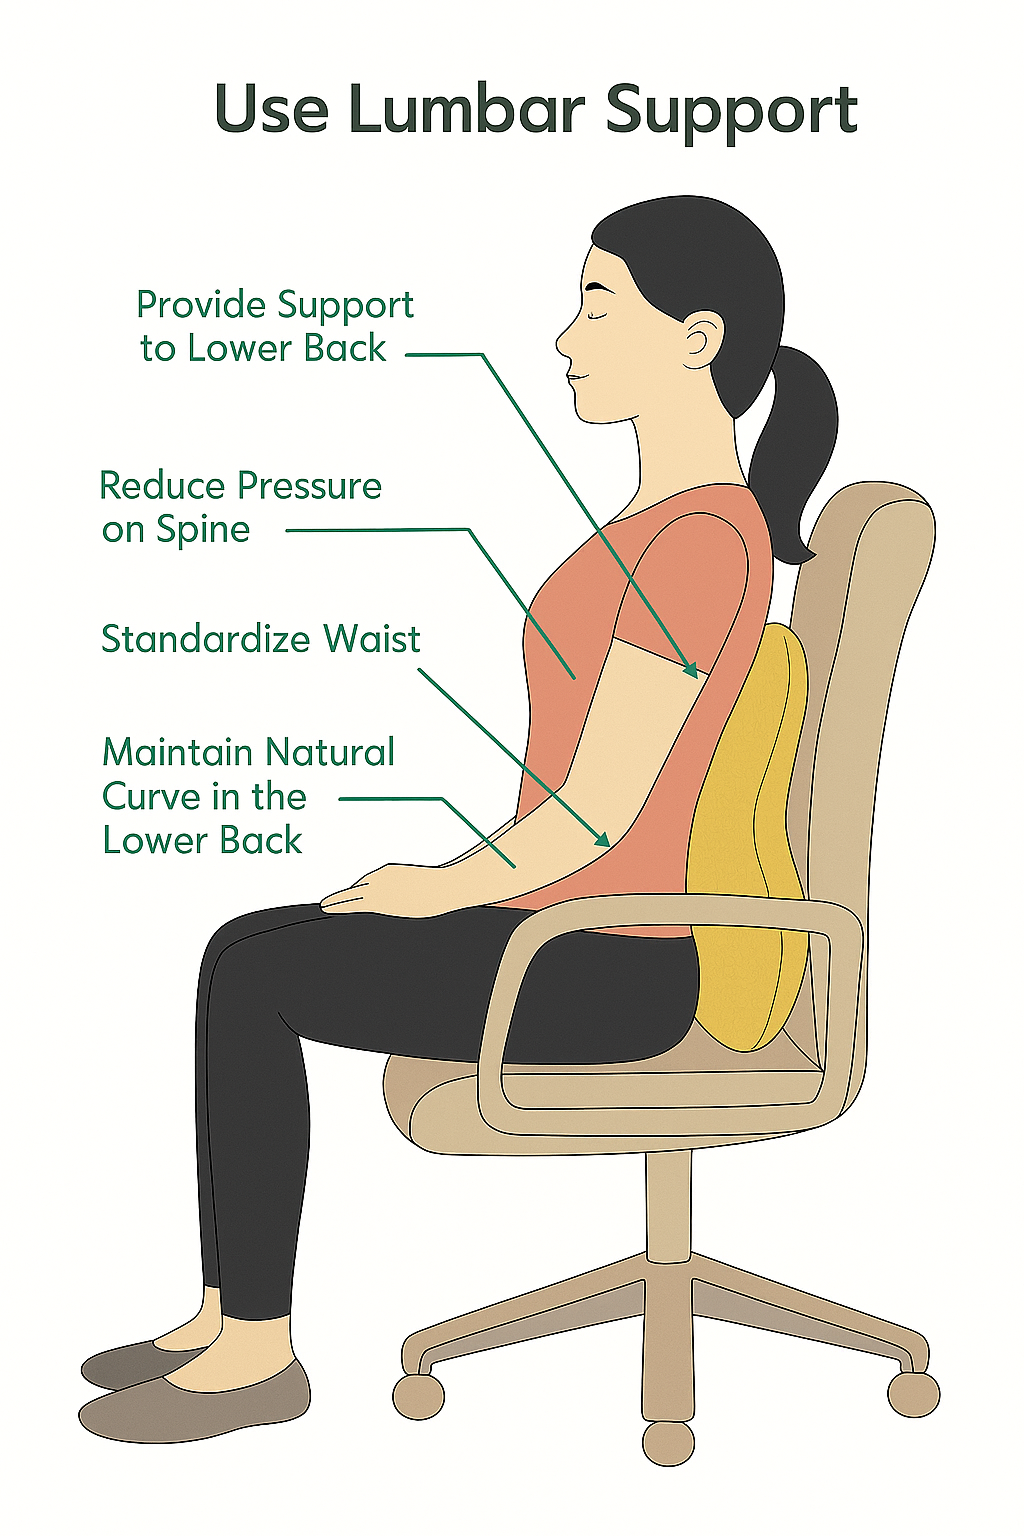 Use Lumbar Support
Provide Support
to Lower Back
Reduce Pressure
on Spine
Standardize Waist
Maintain Natural
Curve in the
Lower Back